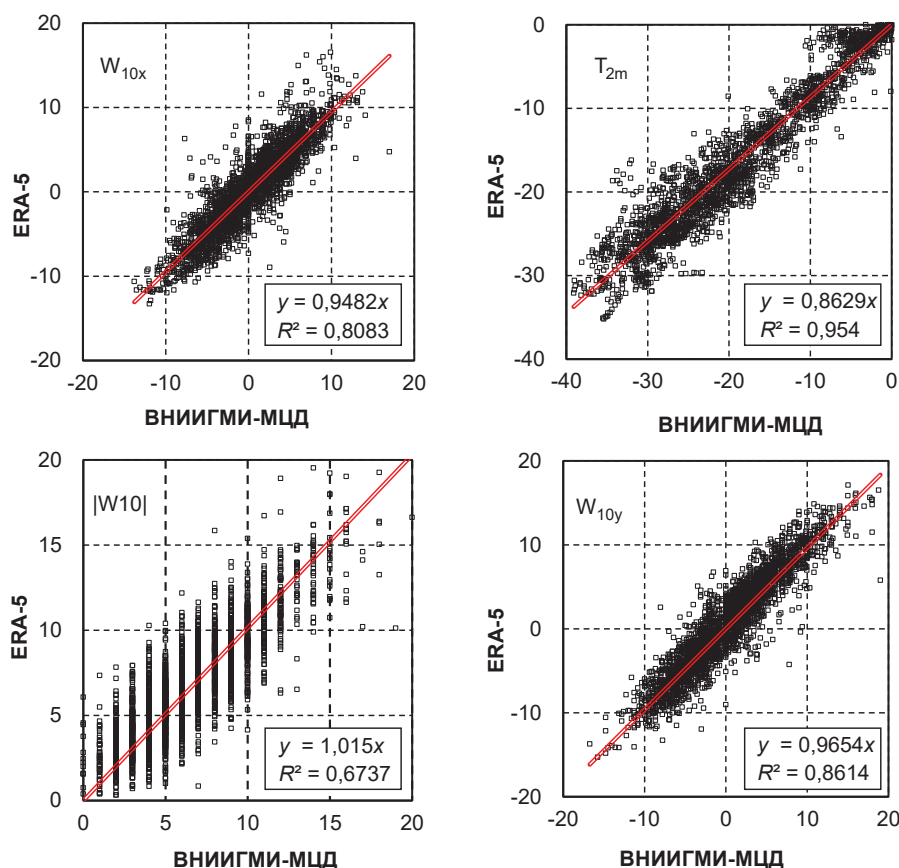 W10x
20
10
0
-10
-20
ERA-5
y = 0,9482x
R² = 0,8083
-20 -10 0 10 20
ВНИИГМИ-МЦД
T2m
0
-10
-20
-30
-40
ERA-5
y = 0,8629x
R² = 0,954
-40 -30 -20 -10 0
ВНИИГМИ-МЦД
|W10|
20
15
10
5
0
ERA-5
y = 1,015x
R² = 0,6737
0 5 10 15 20
ВНИИГМИ-МЦД
W10y
20
10
0
-10
-20
ERA-5
y = 0,9654x
R² = 0,8614
-20 -10 0 10 20
ВНИИГМИ-МЦД